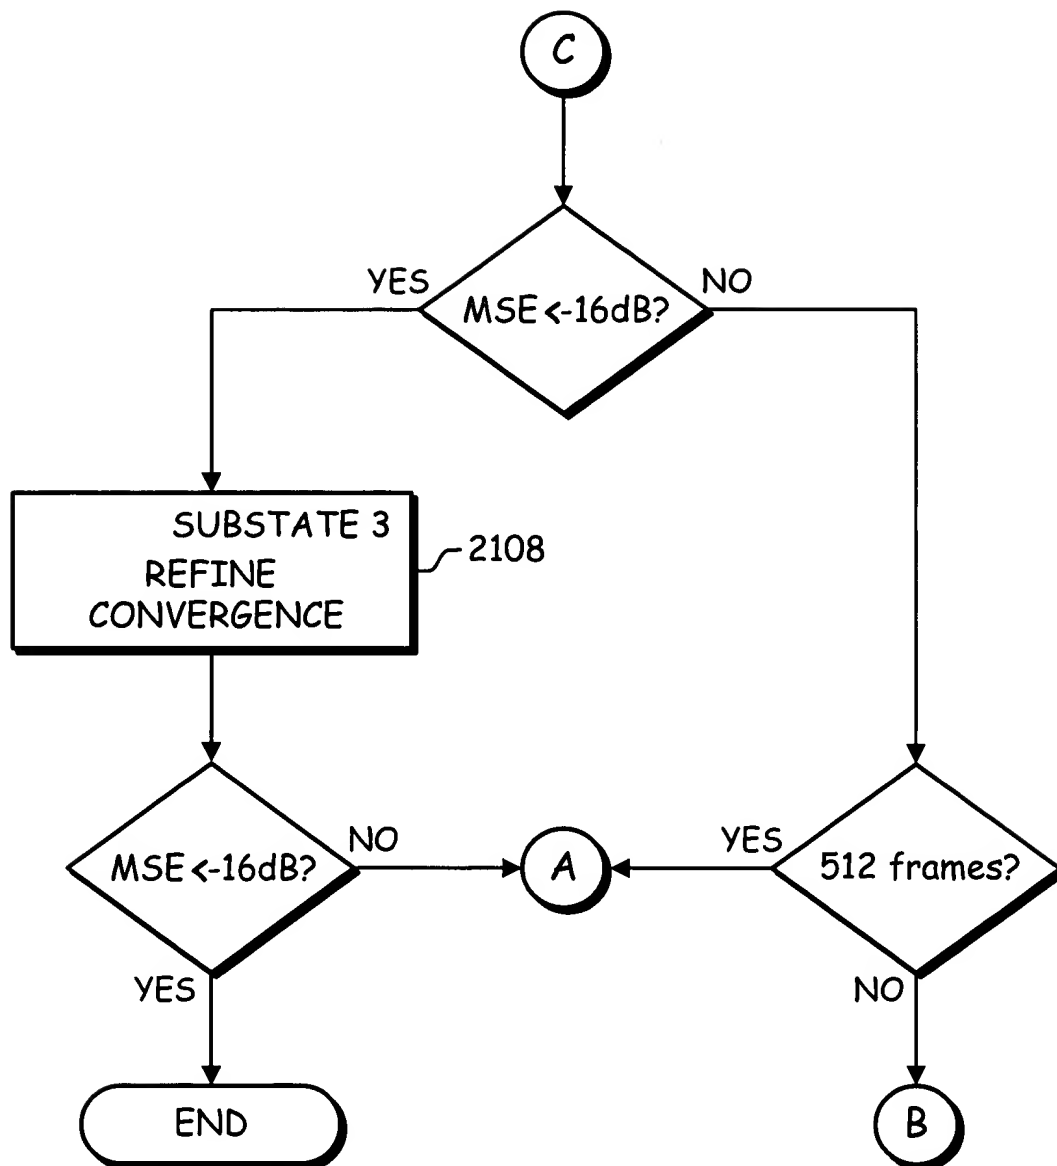 C
YES
NO
MSE<-16dB?
SUBSTATE 3
REFINE
CONVERGENCE
2108
MSE<-16dB?
NO
A
YES
512 frames?
YES
NO
END
B